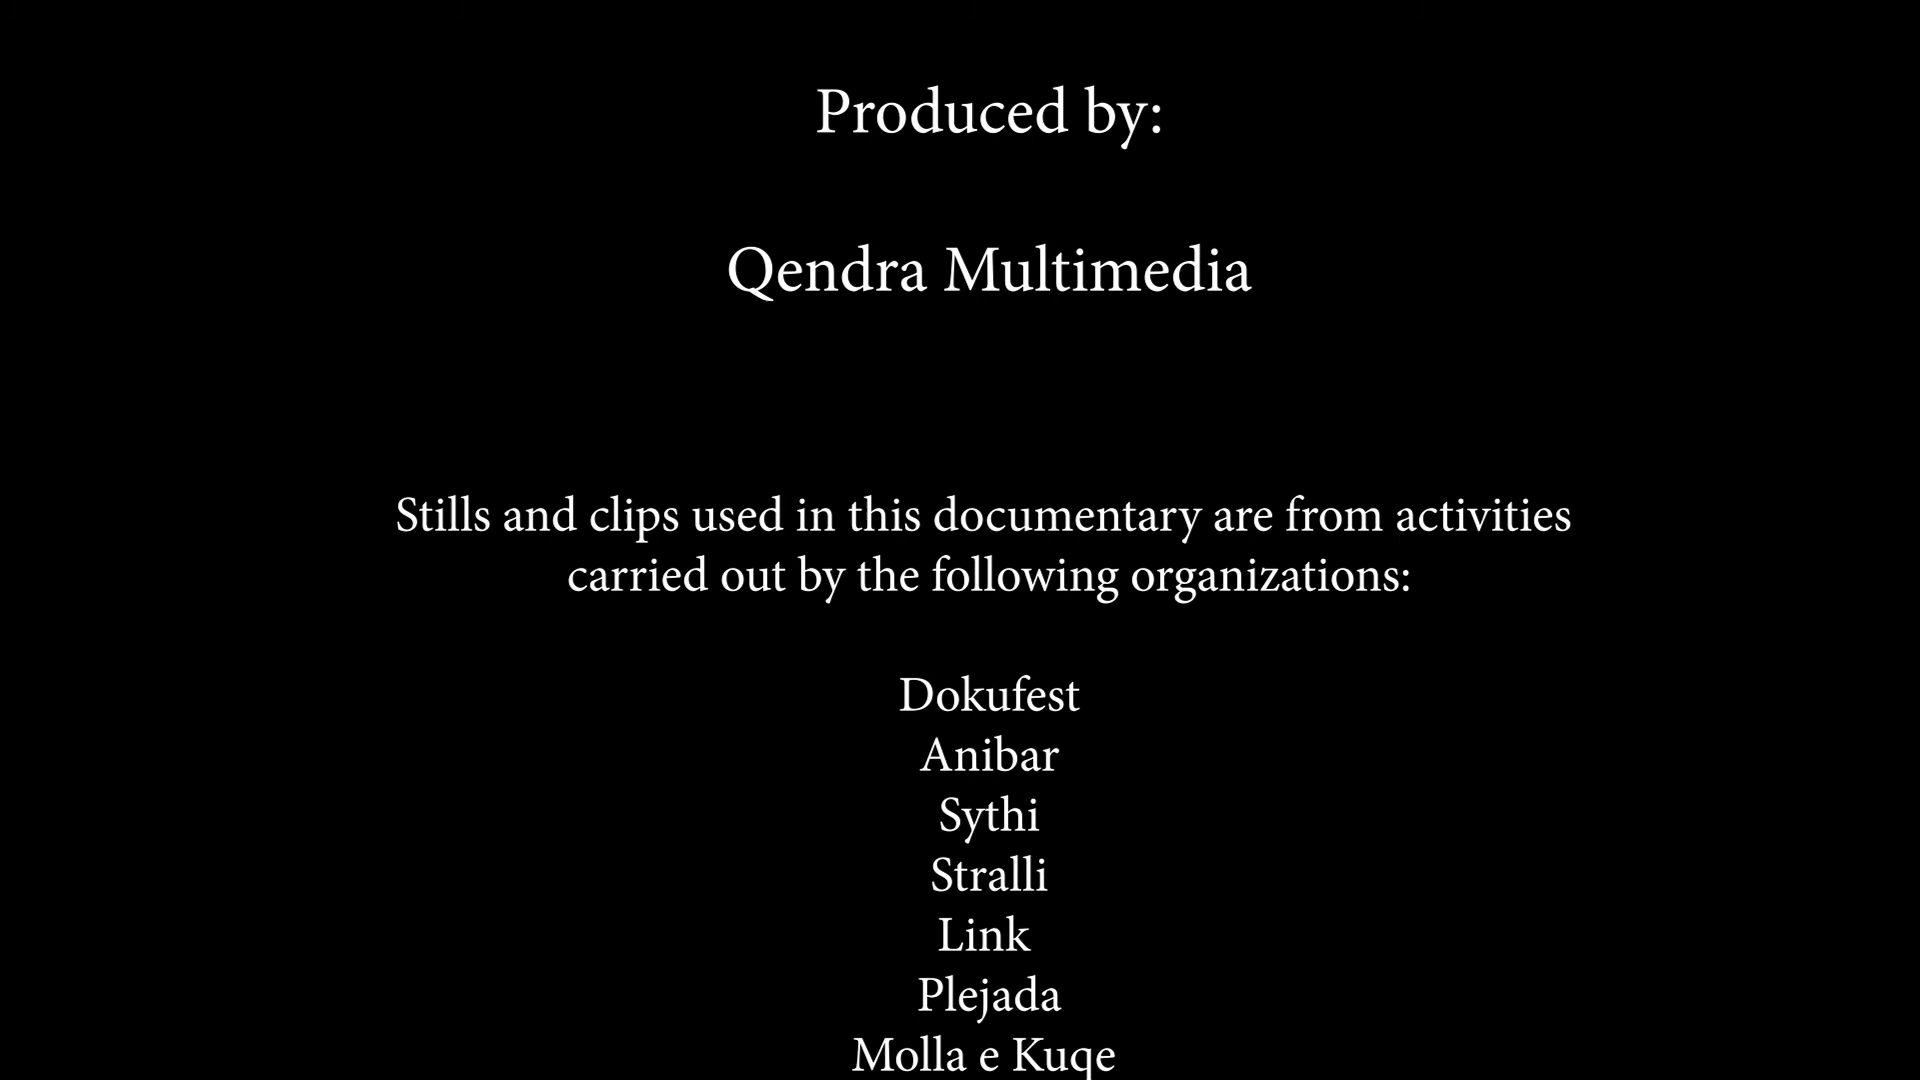 Produced by:
Qendra Multimedia
Stills and clips used in this documentary are from activities
carried out by the following organizations:
Dokufest
Anibar
Sythi
Stralli
Link
Plejada
Molla e Kuqe